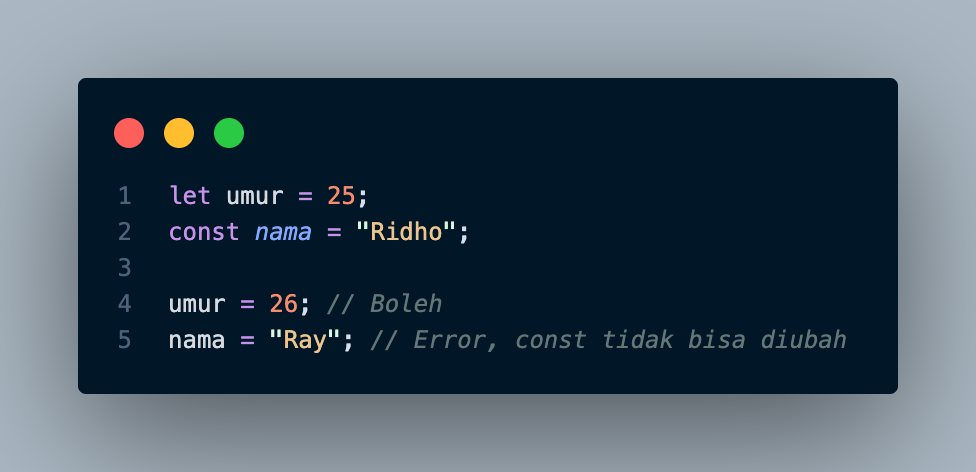 1 let umur = 25;
2 const nama = "Ridho";
3
4 umur = 26; // Boleh
5 nama = "Ray"; // Error, const tidak bisa diubah